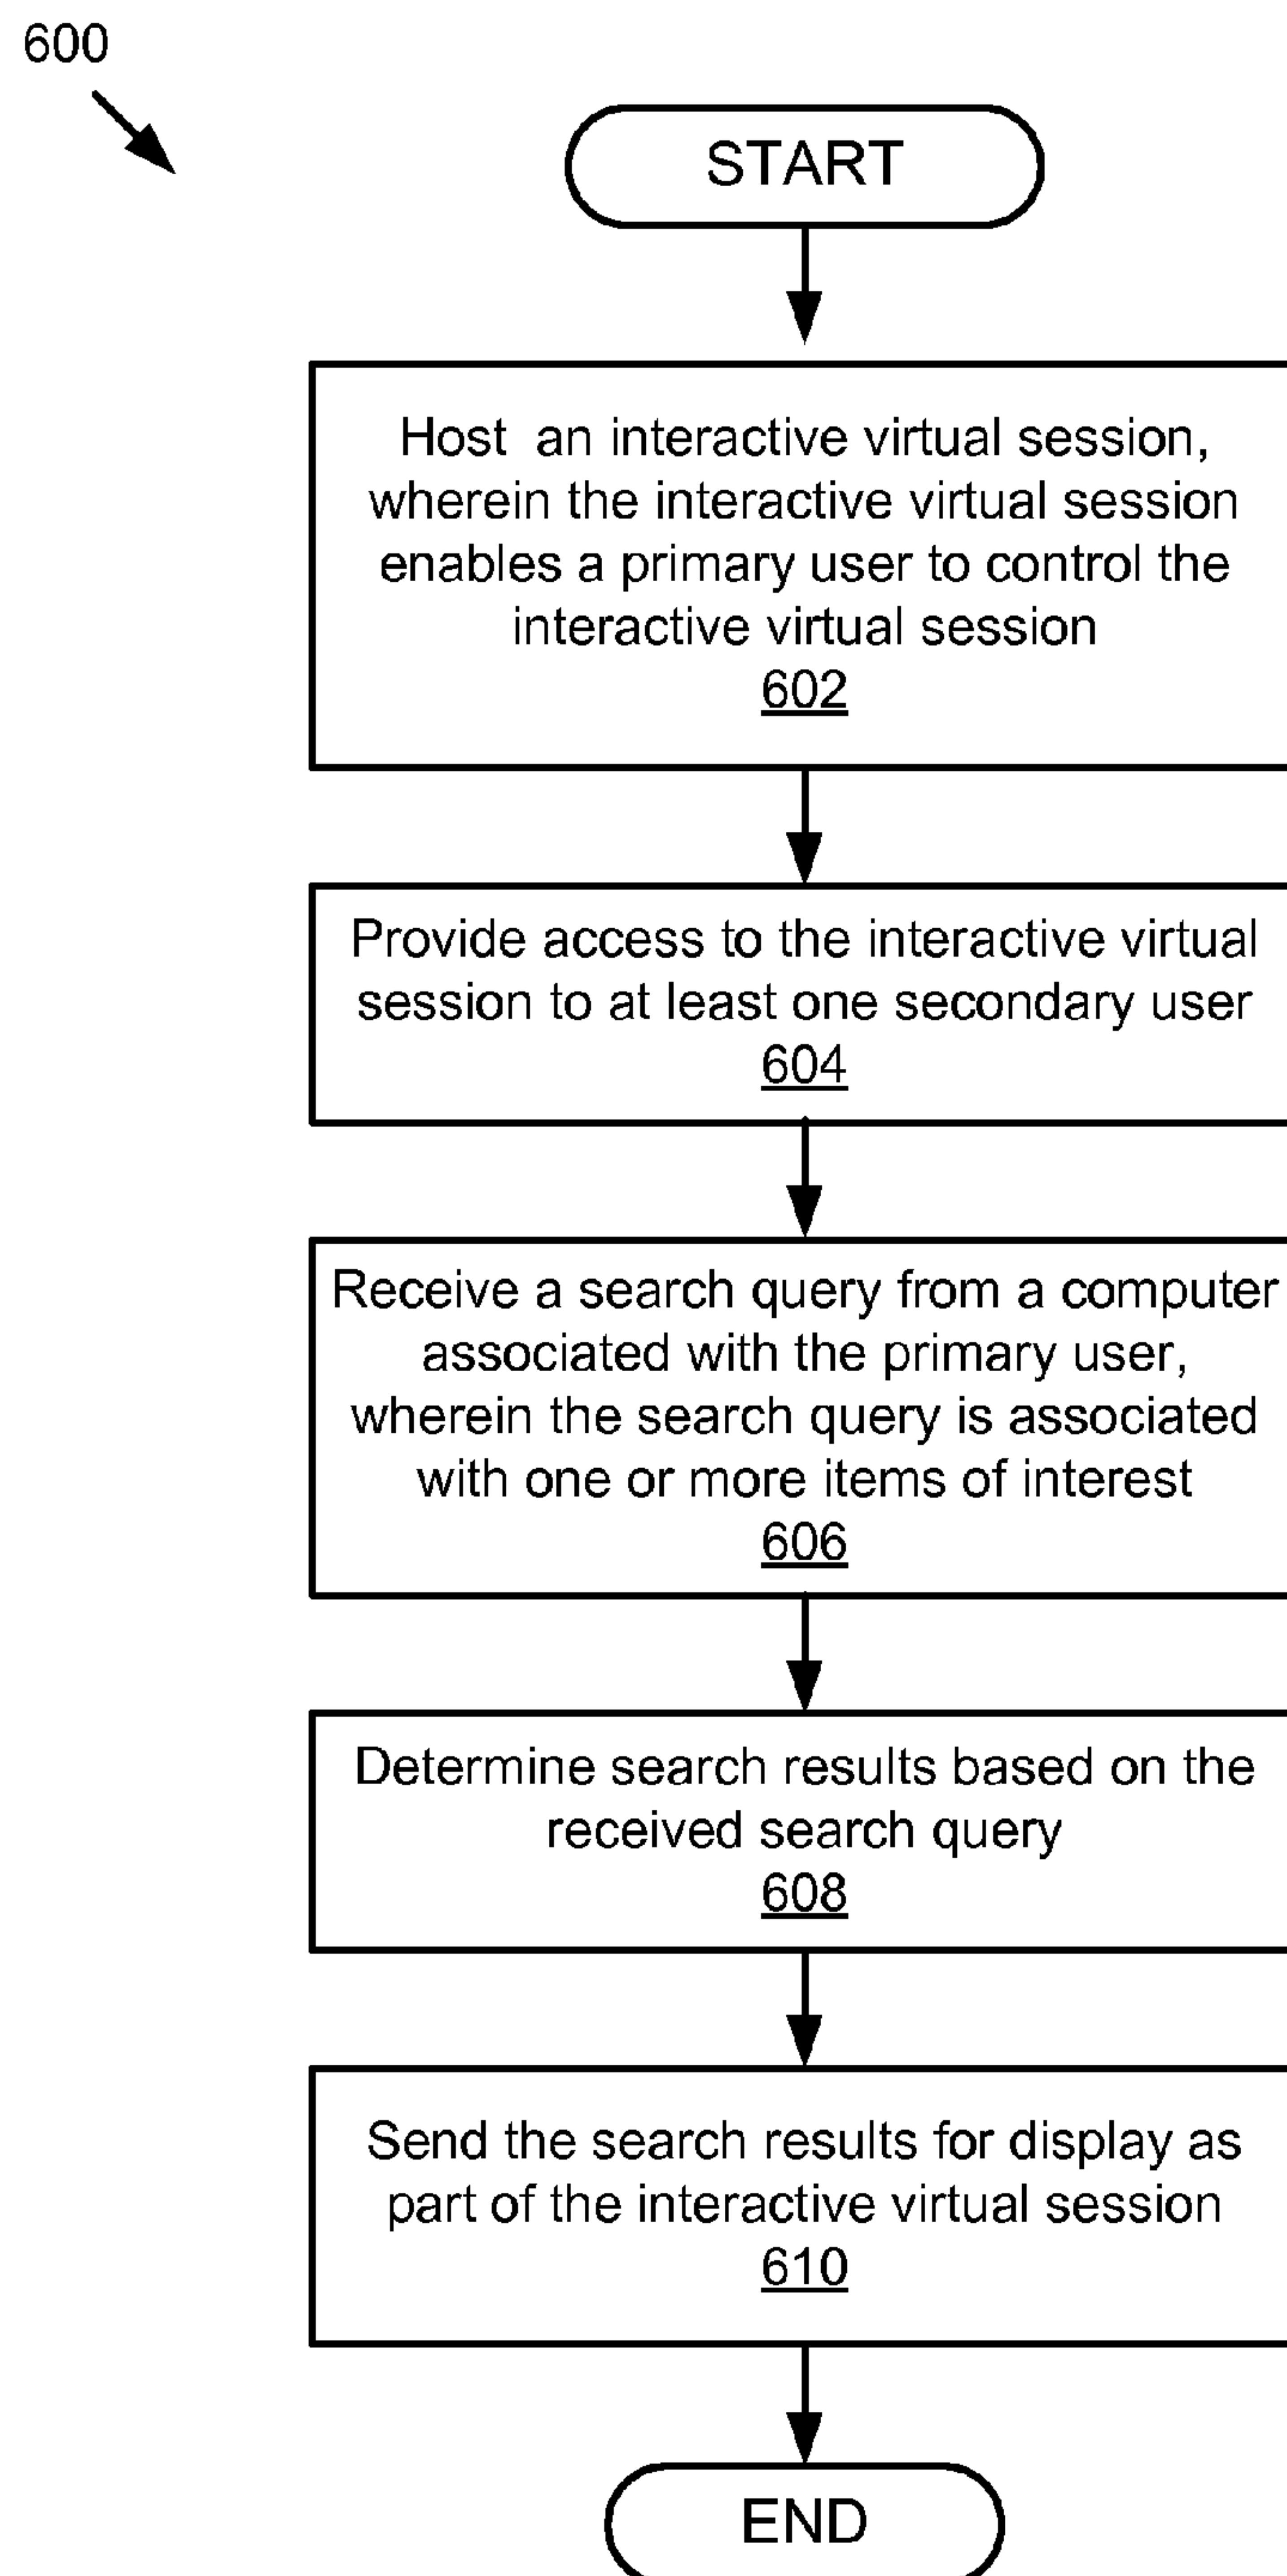 600
START
Host an interactive virtual session,
wherein the interactive virtual session
enables a primary user to control the
interactive virtual session
602
Provide access to the interactive virtual
session to at least one secondary user
604
Receive a search query from a computer
associated with the primary user,
wherein the search query is associated
with one or more items of interest
606
Determine search results based on the
received search query
608
Send the search results for display as
part of the interactive virtual session
610
END